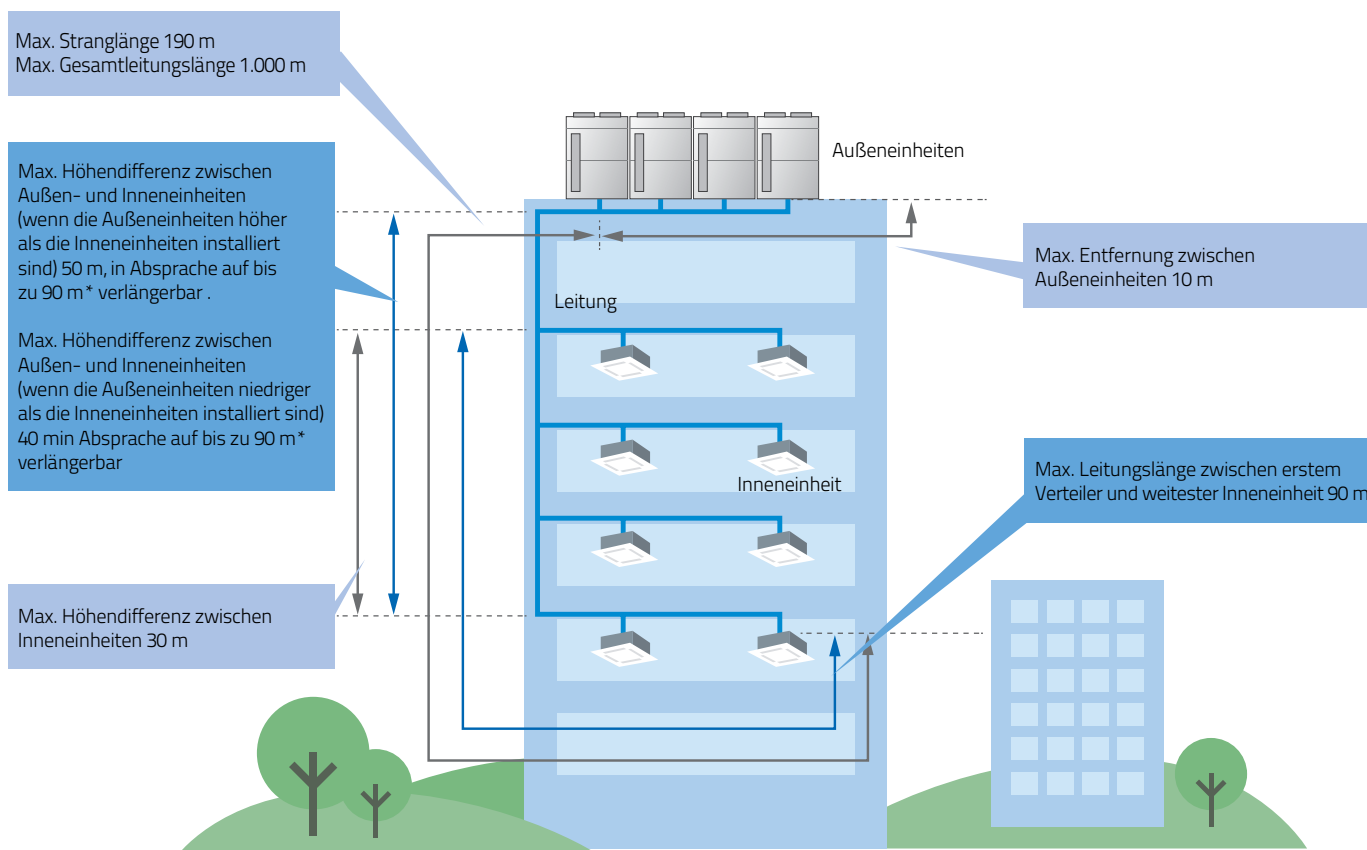 Max. Stranglänge 190 m
Max. Gesamtleitungslänge 1.000 m
Außeneinheiten
Max. Höhendifferenz zwischen
Außen- und Inneneinheiten
(wenn die Außeneinheiten höher
als die Inneneinheiten installiert
sind) 50 m, in Absprache auf bis
zu 90 m* verlängerbar .
Max. Höhendifferenz zwischen
Außen- und Inneneinheiten
(wenn die Außeneinheiten niedriger
als die Inneneinheiten installiert sind)
40 min Absprache auf bis zu 90 m*
verlängerbar
Max. Entfernung zwischen
Außeneinheiten 10 m
Leitung
Inneneinheit
Max. Leitungslänge zwischen erstem
Verteiler und weitester Inneneinheit 90 m
Max. Höhendifferenz zwischen
Inneneinheiten 30 m